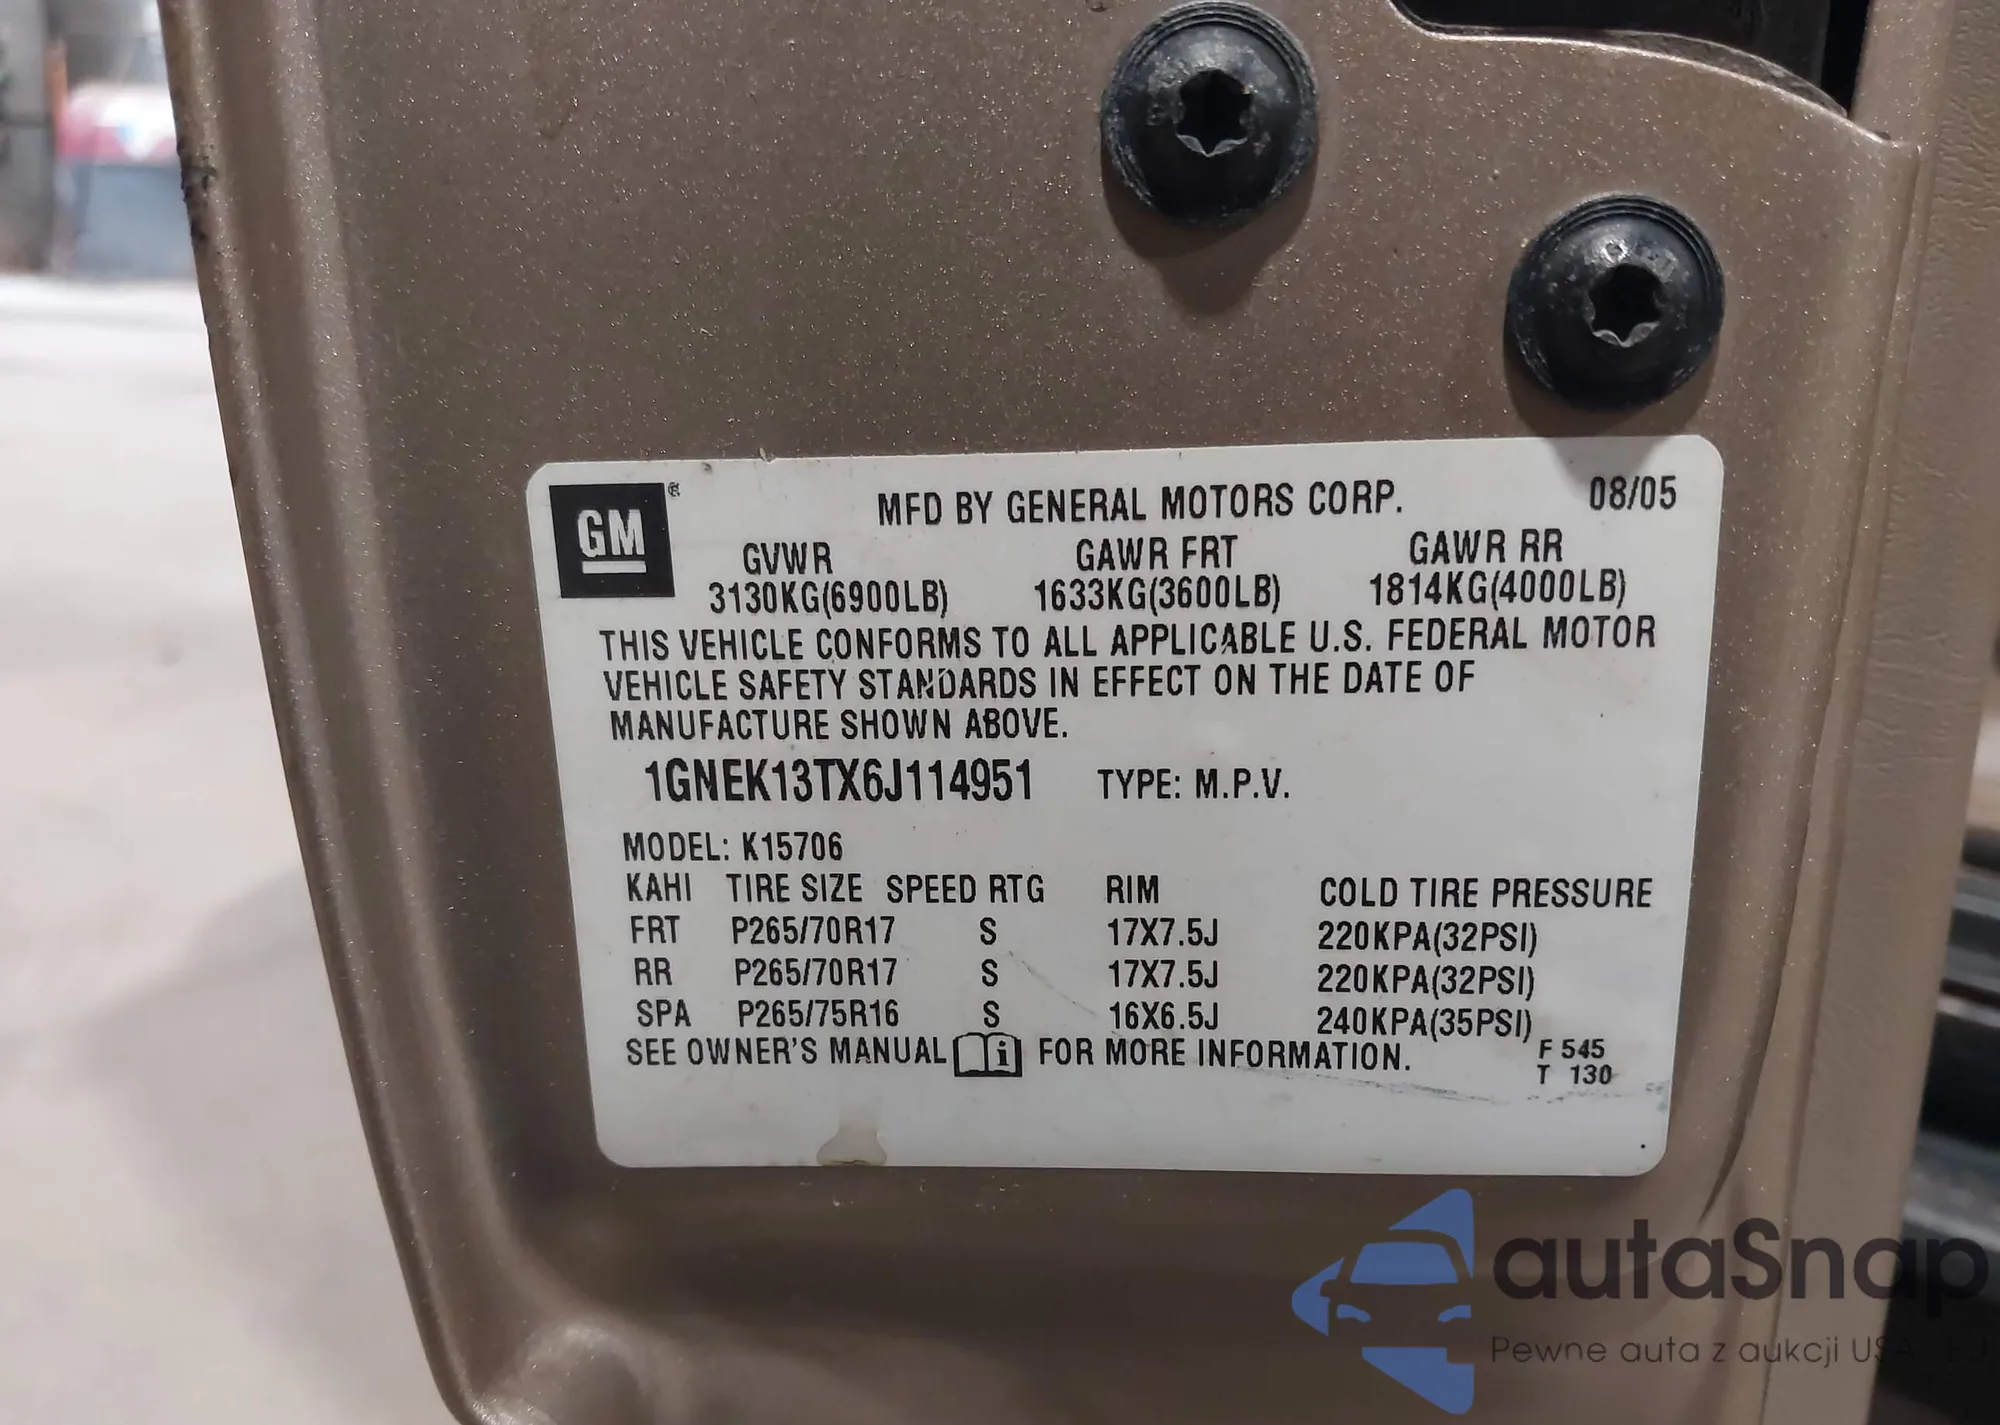 GM®
MFD BY GENERAL MOTORS CORP. 08/05
GVWR GAWR FRT GAWR RR
3130KG(6900LB) 1633KG(3600LB) 1814KG(4000LB)
THIS VEHICLE CONFORMS TO ALL APPLICABLE U.S. FEDERAL MOTOR
VEHICLE SAFETY STANDARDS IN EFFECT ON THE DATE OF
MANUFACTURE SHOWN ABOVE.
1GNEK13TX6J114951 TYPE: M.P.V.
MODEL: K15706
KAHI TIRE SIZE SPEED RTG RIM COLD TIRE PRESSURE
FRT P265/70R17 S 17X7.5J 220KPA(32PSI)
RR P265/70R17 S 17X7.5J 220KPA(32PSI)
SPA P265/75R16 S 16X6.5J 240KPA(35PSI)
SEE OWNER'S MANUAL i FOR MORE INFORMATION.
F 545
T 130
autaSnap
Pewne auta z aukcji USA